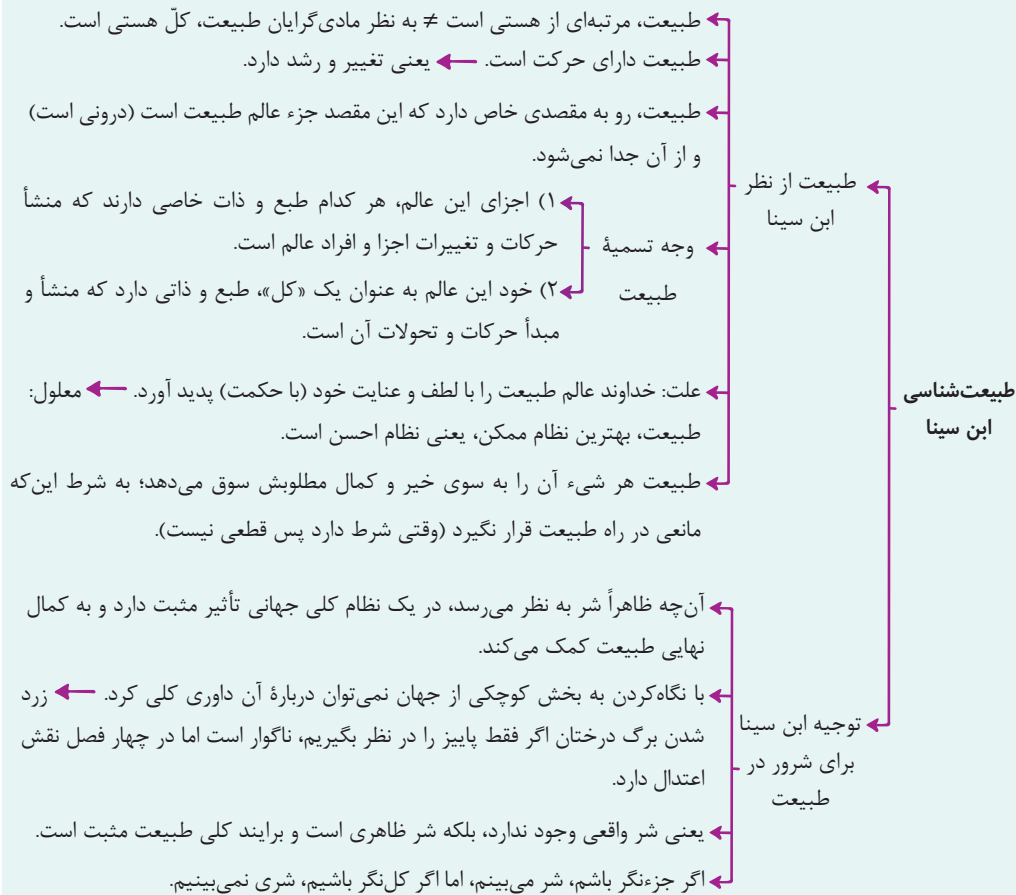 طبیعت‌شناسی
ابن سینا
طبیعت از نظر
ابن سینا
طبیعت، مرتبه‌ای از هستی است ≠ به نظر مادی‌گرایان طبیعت، کلّ هستی است.
طبیعت دارای حرکت است. ← یعنی تغییر و رشد دارد.
طبیعت، رو به مقصدی خاص دارد که این مقصد جزء عالم طبیعت است (درونی است)
و از آن جدا نمی‌شود.
وجه تسمیهٔ
طبیعت
۱) اجزای این عالم، هر کدام طبع و ذات خاصی دارند که منشأ
حرکات و تغییرات اجزا و افراد عالم است.
۲) خود این عالم به عنوان یک «کل»، طبع و ذاتی دارد که منشأ و
مبدأ حرکات و تحولات آن است.
علت: خداوند عالم طبیعت را با لطف و عنایت خود (با حکمت) پدید آورد. ← معلول:
طبیعت، بهترین نظام ممکن، یعنی نظام احسن است.
طبیعت هر شیء آن را به سوی خیر و کمال مطلوبش سوق می‌دهد؛ به شرط این‌که
مانعی در راه طبیعت قرار نگیرد (وقتی شرط دارد پس قطعی نیست).
توجیه ابن سینا
برای شرور در
طبیعت
آن‌چه ظاهراً شر به نظر می‌رسد، در یک نظام کلی جهانی تأثیر مثبت دارد و به کمال
نهایی طبیعت کمک می‌کند.
با نگاه‌کردن به بخش کوچکی از جهان نمی‌توان دربارهٔ آن داوری کلی کرد. ← زرد
شدن برگ درختان اگر فقط پاییز را در نظر بگیریم، ناگوار است اما در چهار فصل نقش
اعتدال دارد.
یعنی شر واقعی وجود ندارد، بلکه شر ظاهری است و برایند کلی طبیعت مثبت است.
اگر جزءنگر باشم، شر می‌بینم، اما اگر کل‌نگر باشیم، شری نمی‌بینیم.